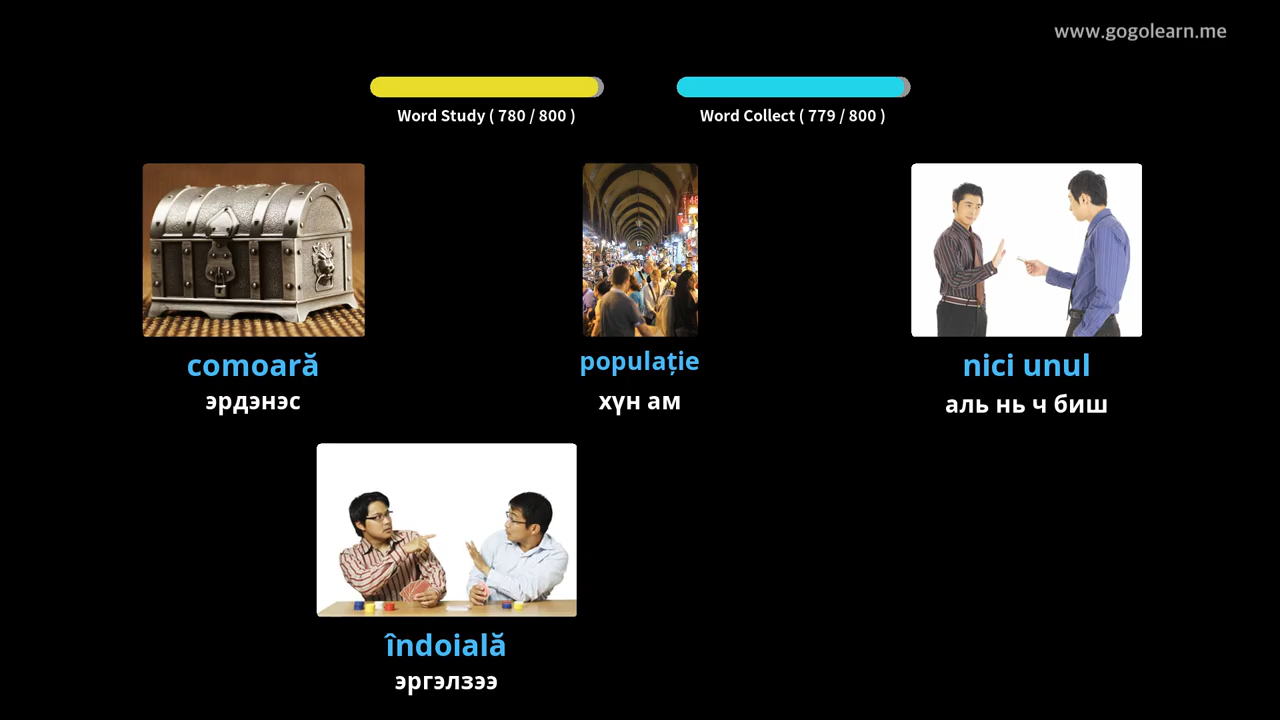 www.gogolearn.me
Word Study ( 780 / 800 )
Word Collect ( 779 / 800 )
comoară
эрдэнэс
populație
хүн ам
nici unul
аль нь ч биш
îndoială
эргэлзээ